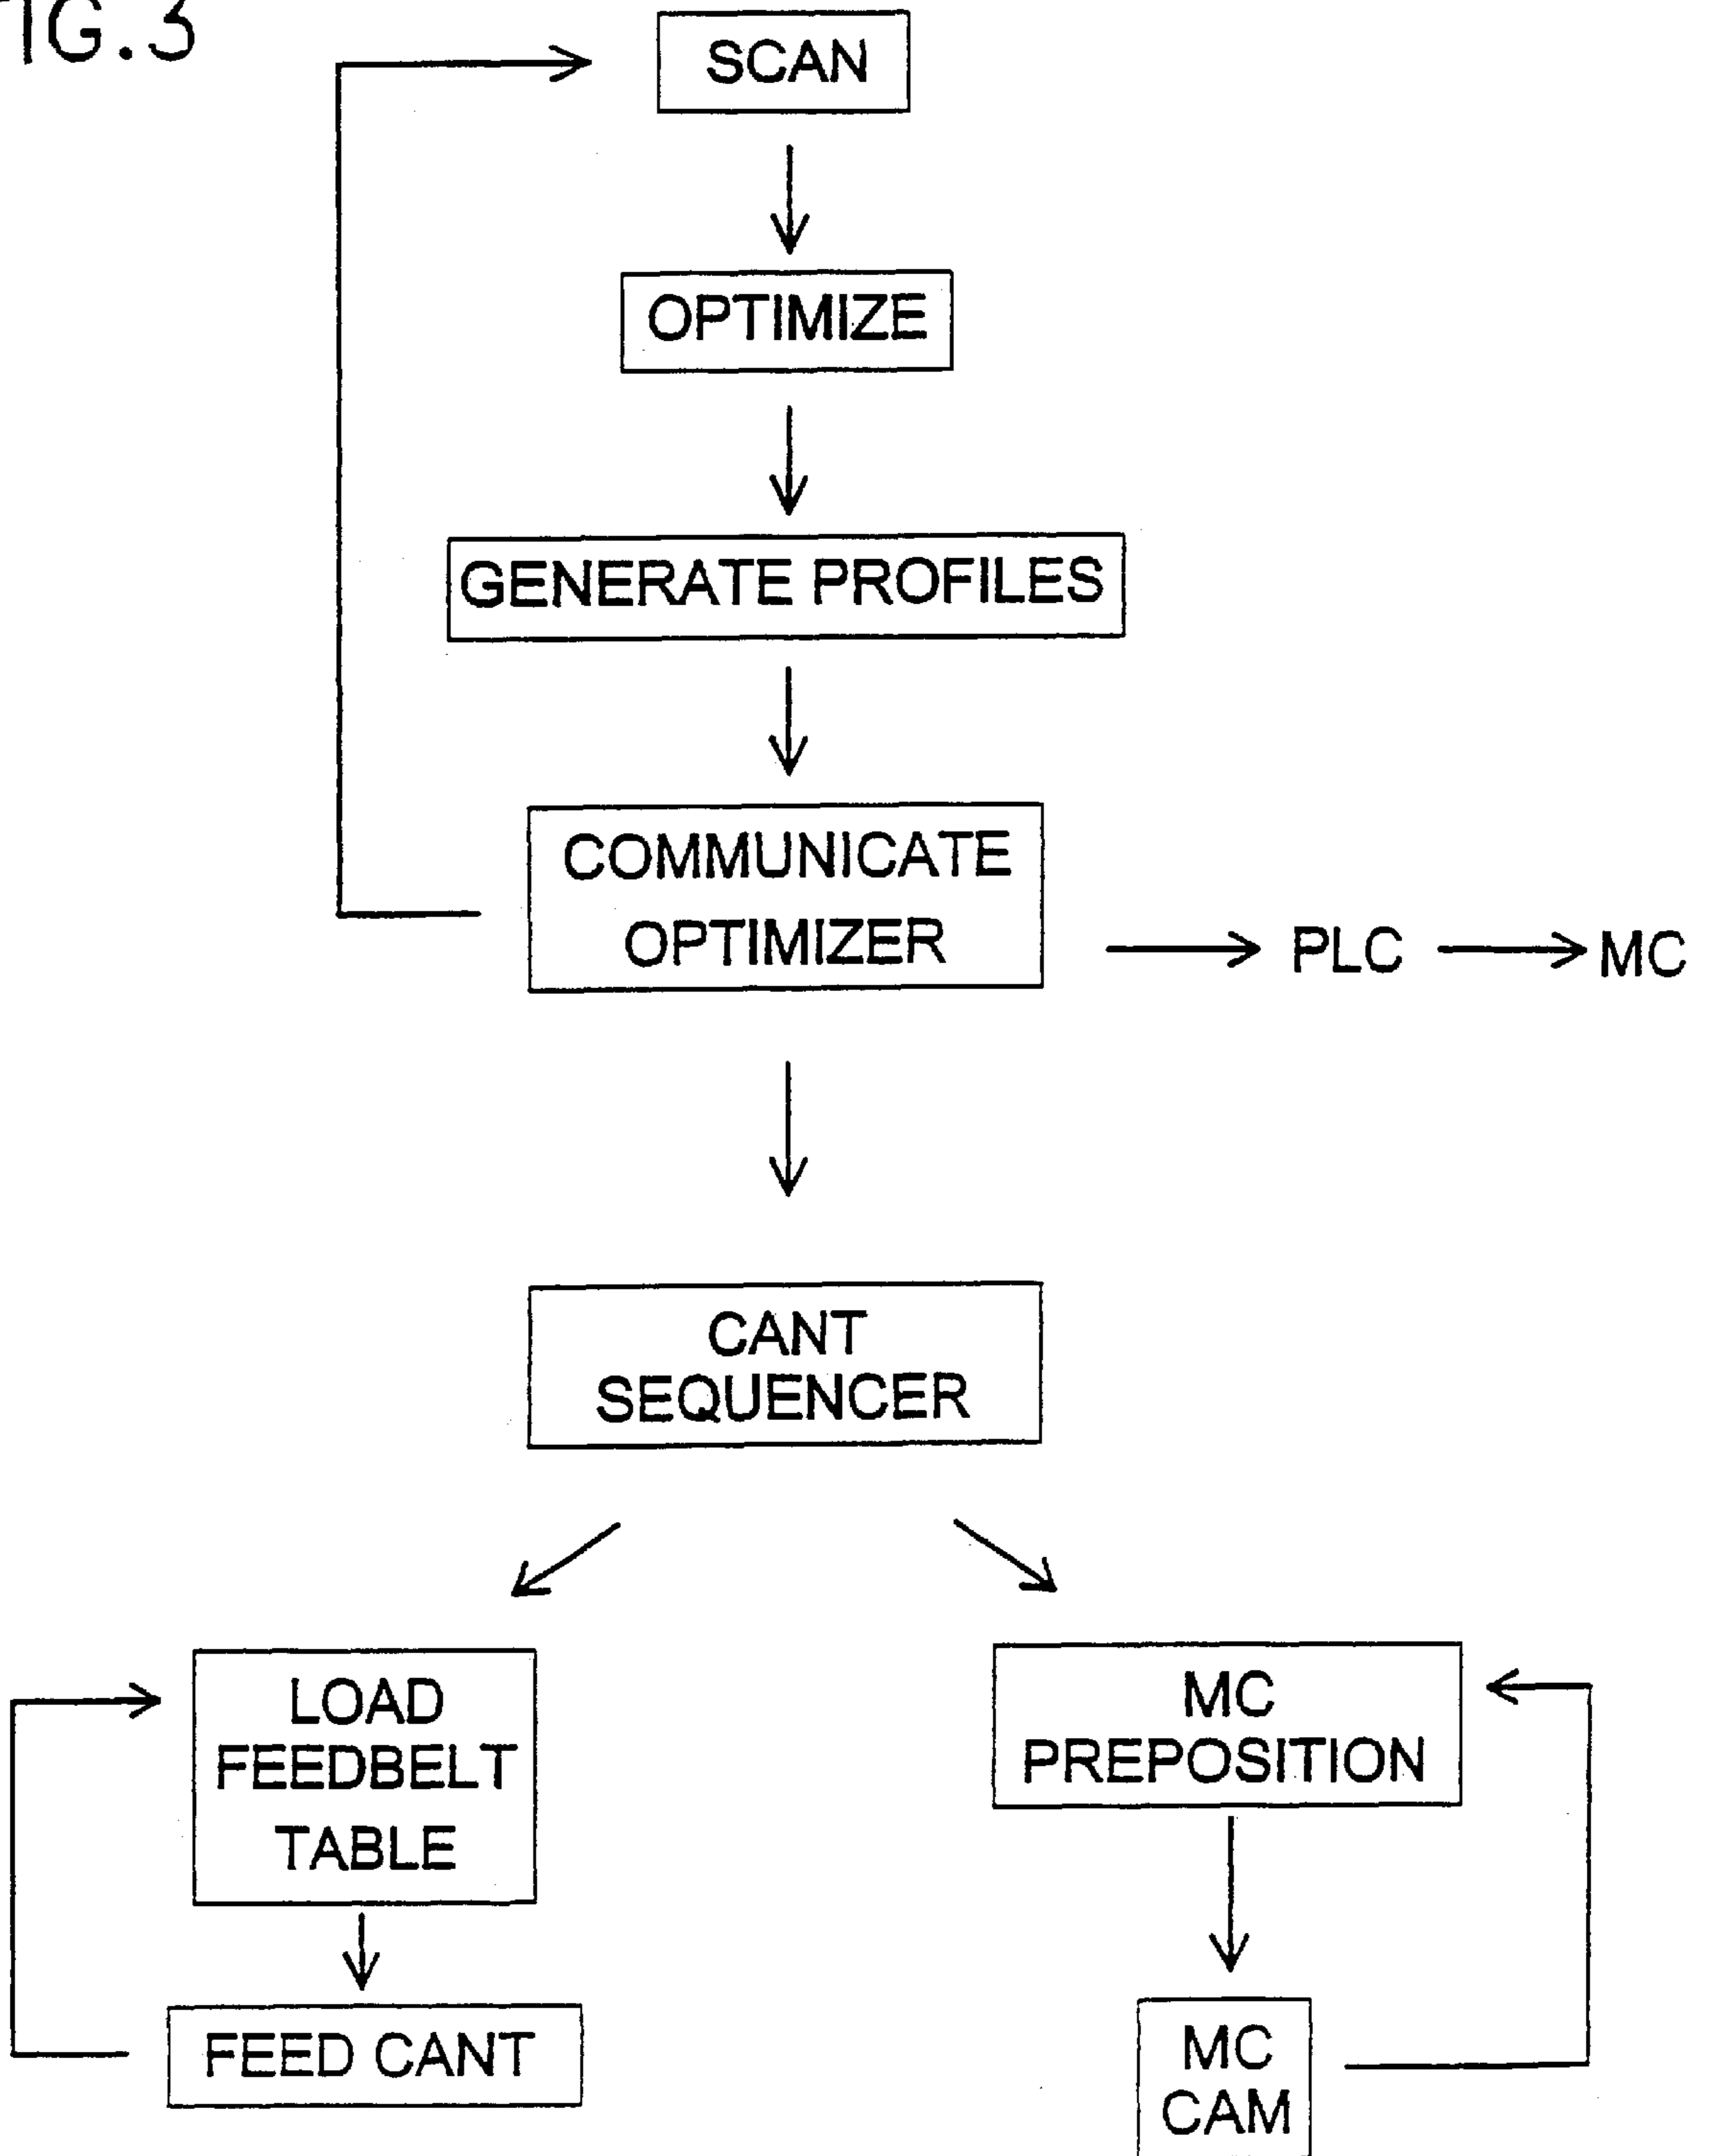 FIG.3
SCAN
OPTIMIZE
GENERATE PROFILES
COMMUNICATE
OPTIMIZER
PLC
MC
CANT
SEQUENCER
LOAD
FEEDBELT
TABLE
MC
PREPOSITION
FEED CANT
MC
CAM